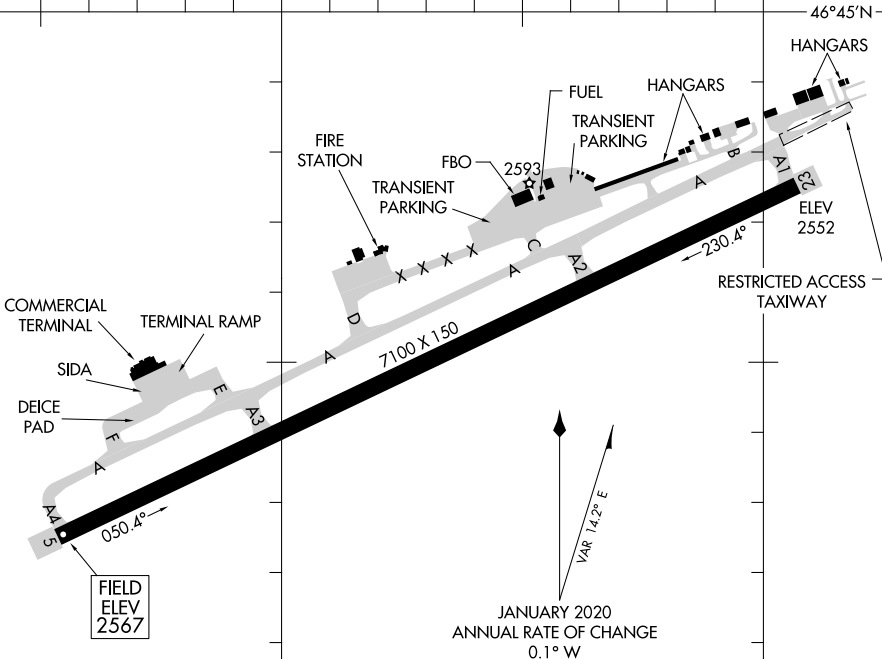 46°45'N
HANGARS
HANGARS
FUEL
TRANSIENT
PARKING
FIRE
STATION
FBO
2593
TRANSIENT
PARKING
B
A1
23
A
ELEV
2552
C
A2
A
230.4°
X X X X
RESTRICTED ACCESS
TAXIWAY
COMMERCIAL
TERMINAL
TERMINAL RAMP
D
7100 X 150
A
SIDA
DEICE
PAD
E
A3
F
A
A4
5
050.4°
VAR 14.2° E
FIELD
ELEV
2567
JANUARY 2020
ANNUAL RATE OF CHANGE
0.1° W